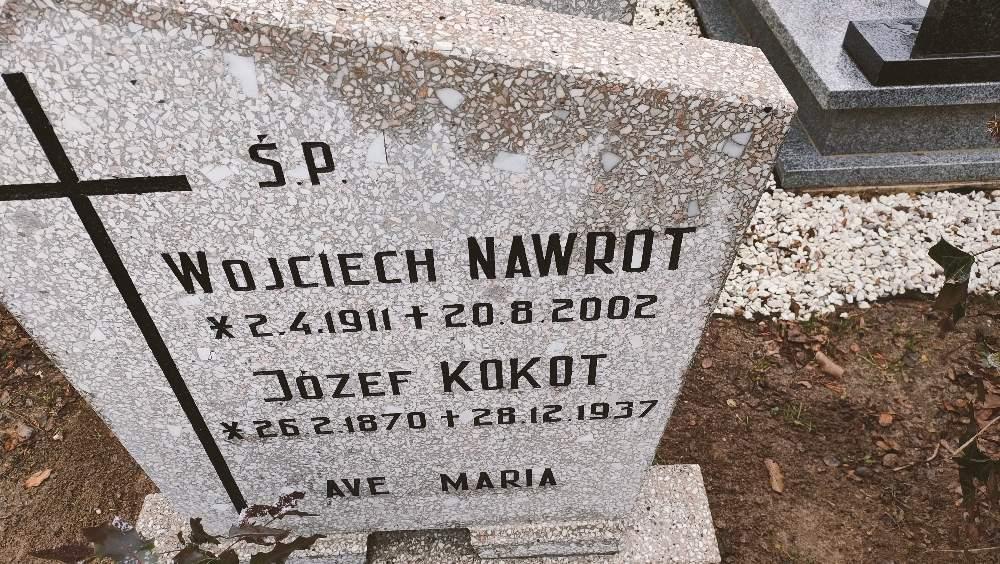 Ś.P.
WOJCIECH NAWROT
* 2.4.1911 + 20.8.2002
JÓZEF KOKOT
* 26.2.1870 + 28.12.1937
AVE MARIA